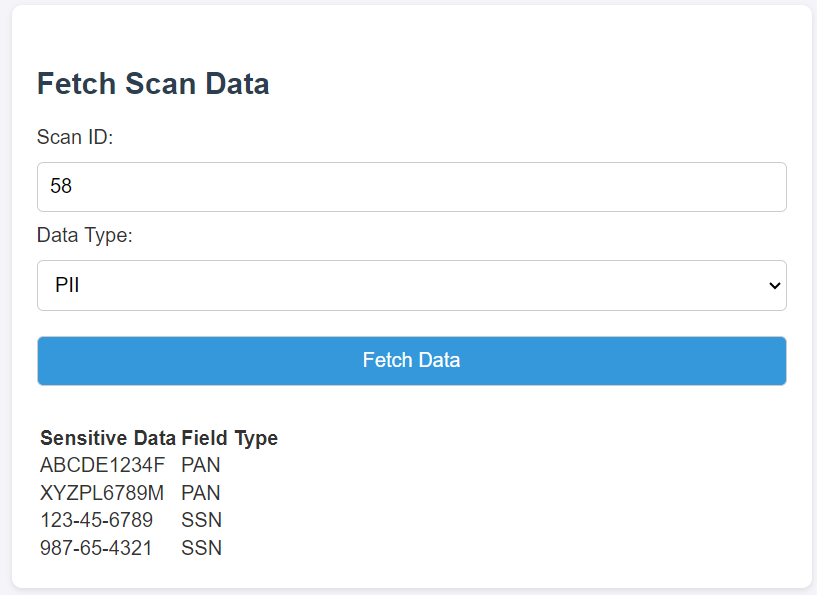 Fetch Scan Data
Scan ID:
58
Data Type:
PII
Fetch Data
Sensitive Data Field Type
ABCDE1234F PAN
XYZPL6789M PAN
123-45-6789 SSN
987-65-4321 SSN